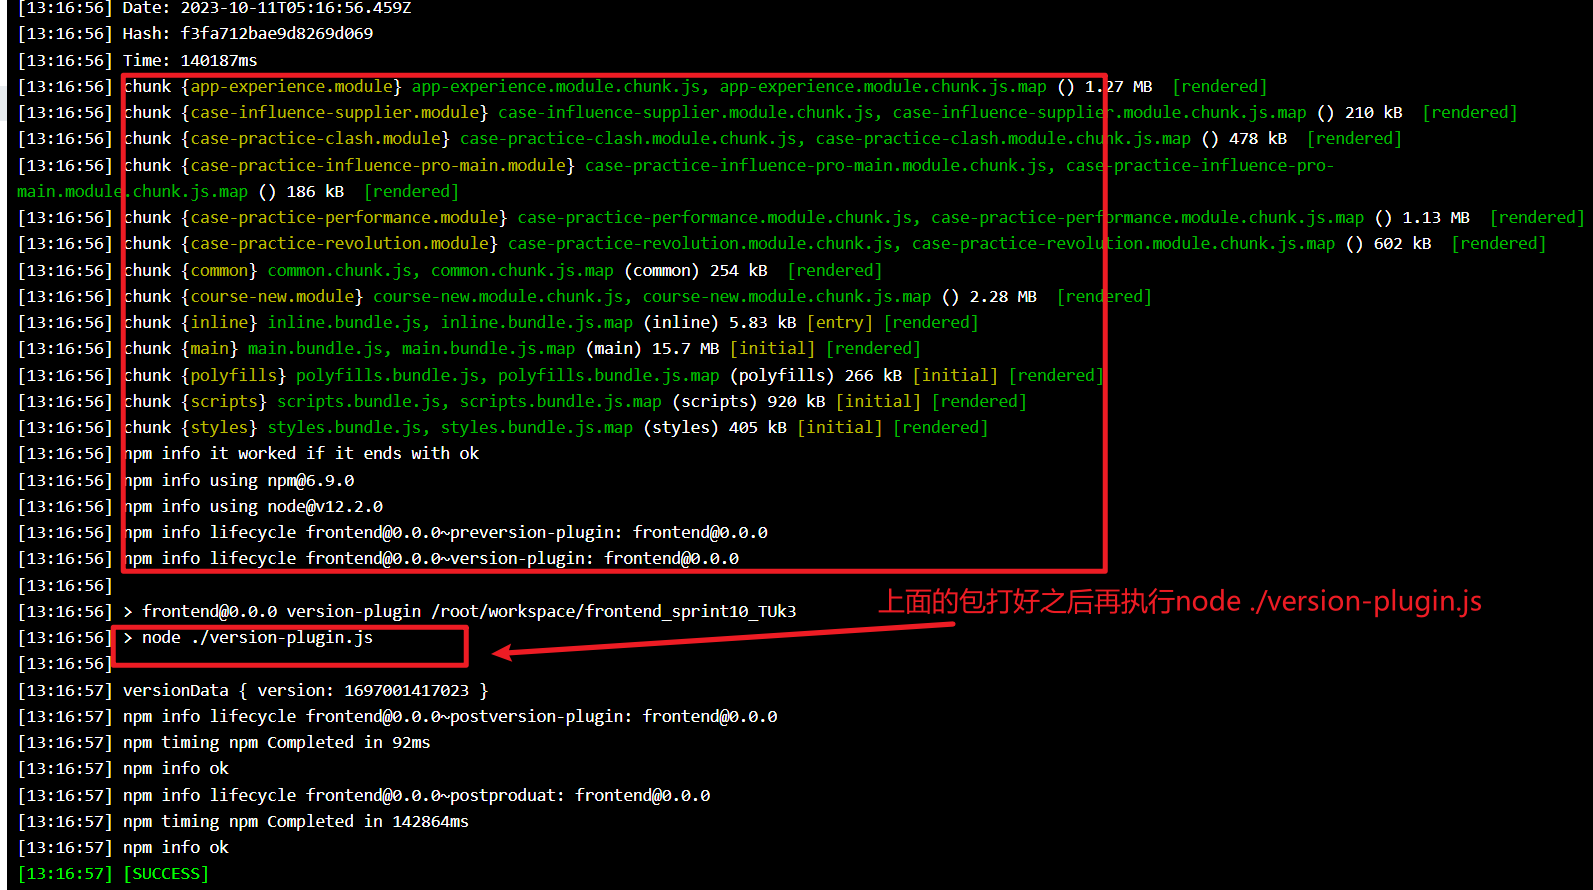 [13:16:56] Date: 2023-10-11T05:16:56.459Z
[13:16:56] Hash: f3fa712bae9d8269d069
[13:16:56] Time: 140187ms
[13:16:56] chunk {app-experience.module} app-experience.module.chunk.js, app-experience.module.chunk.js.map () 1.27 MB  [rendered]
[13:16:56] chunk {case-influence-supplier.module} case-influence-supplier.module.chunk.js, case-influence-supplier.module.chunk.js.map () 210 kB  [rendered]
[13:16:56] chunk {case-practice-clash.module} case-practice-clash.module.chunk.js, case-practice-clash.module.chunk.js.map () 478 kB  [rendered]
[13:16:56] chunk {case-practice-influence-pro-main.module} case-practice-influence-pro-main.module.chunk.js, case-practice-influence-pro-
main.module.chunk.js.map () 186 kB  [rendered]
[13:16:56] chunk {case-practice-performance.module} case-practice-performance.module.chunk.js, case-practice-performance.module.chunk.js.map () 1.13 MB  [rendered]
[13:16:56] chunk {case-practice-revolution.module} case-practice-revolution.module.chunk.js, case-practice-revolution.module.chunk.js.map () 602 kB  [rendered]
[13:16:56] chunk {common} common.chunk.js, common.chunk.js.map (common) 254 kB  [rendered]
[13:16:56] chunk {course-new.module} course-new.module.chunk.js, course-new.module.chunk.js.map () 2.28 MB  [rendered]
[13:16:56] chunk {inline} inline.bundle.js, inline.bundle.js.map (inline) 5.83 kB [entry] [rendered]
[13:16:56] chunk {main} main.bundle.js, main.bundle.js.map (main) 15.7 MB [initial] [rendered]
[13:16:56] chunk {polyfills} polyfills.bundle.js, polyfills.bundle.js.map (polyfills) 266 kB [initial] [rendered]
[13:16:56] chunk {scripts} scripts.bundle.js, scripts.bundle.js.map (scripts) 920 kB [initial] [rendered]
[13:16:56] chunk {styles} styles.bundle.js, styles.bundle.js.map (styles) 405 kB [initial] [rendered]
[13:16:56] npm info it worked if it ends with ok
[13:16:56] npm info using npm@6.9.0
[13:16:56] npm info using node@v12.2.0
[13:16:56] npm info lifecycle frontend@0.0.0~preversion-plugin: frontend@0.0.0
[13:16:56] npm info lifecycle frontend@0.0.0~version-plugin: frontend@0.0.0
[13:16:56]
上面的包打好之后再执行node ./version-plugin.js
[13:16:56] > frontend@0.0.0 version-plugin /root/workspace/frontend_sprint10_TUk3
[13:16:56] > node ./version-plugin.js
[13:16:56]
[13:16:57] versionData { version: 1697001417023 }
[13:16:57] npm info lifecycle frontend@0.0.0~postversion-plugin: frontend@0.0.0
[13:16:57] npm timing npm Completed in 92ms
[13:16:57] npm info ok
[13:16:57] npm info lifecycle frontend@0.0.0~postproduat: frontend@0.0.0
[13:16:57] npm timing npm Completed in 142864ms
[13:16:57] npm info ok
[13:16:57] [SUCCESS]